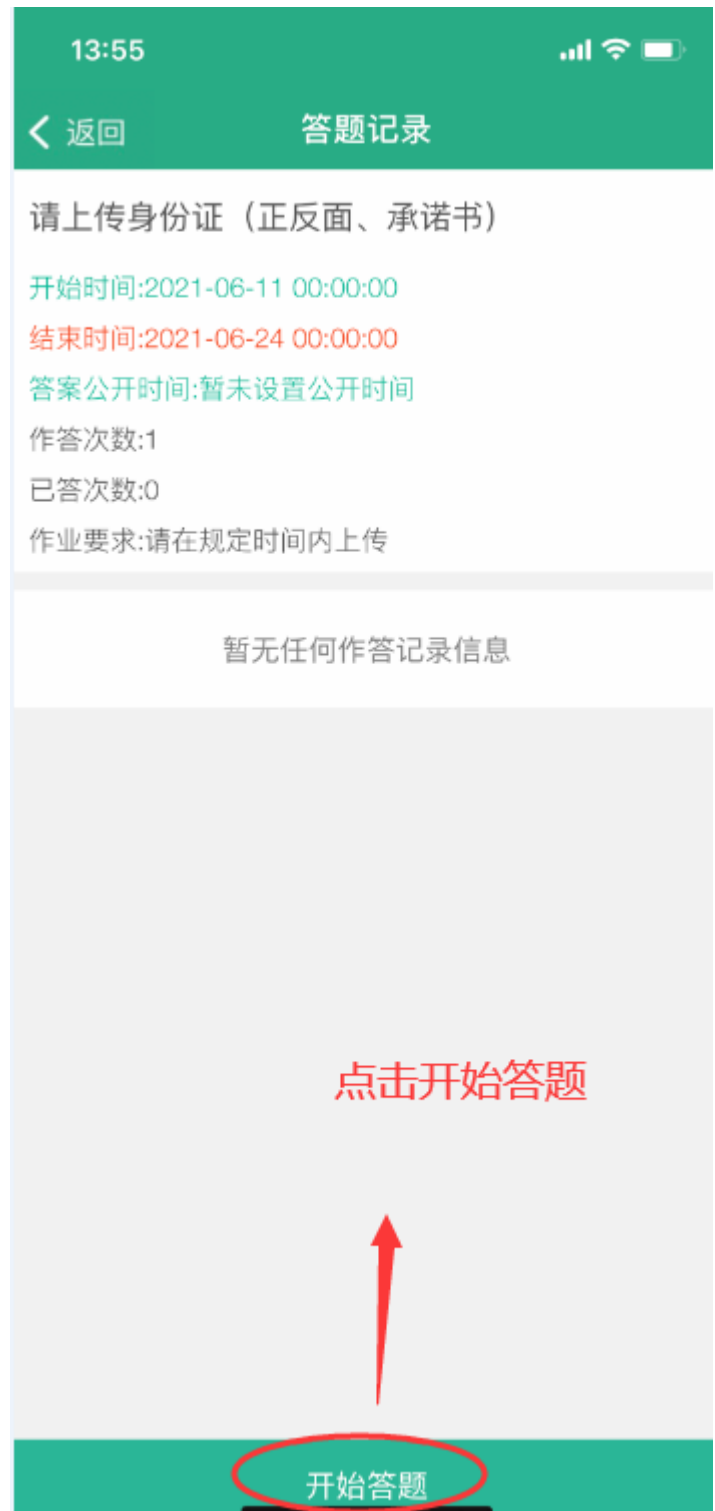 13:55
返回
答题记录
请上传身份证（正反面、承诺书）
开始时间:2021-06-11 00:00:00
结束时间:2021-06-24 00:00:00
答案公开时间:暂未设置公开时间
作答次数:1
已答次数:0
作业要求:请在规定时间内上传
暂无任何作答记录信息
点击开始答题
开始答题